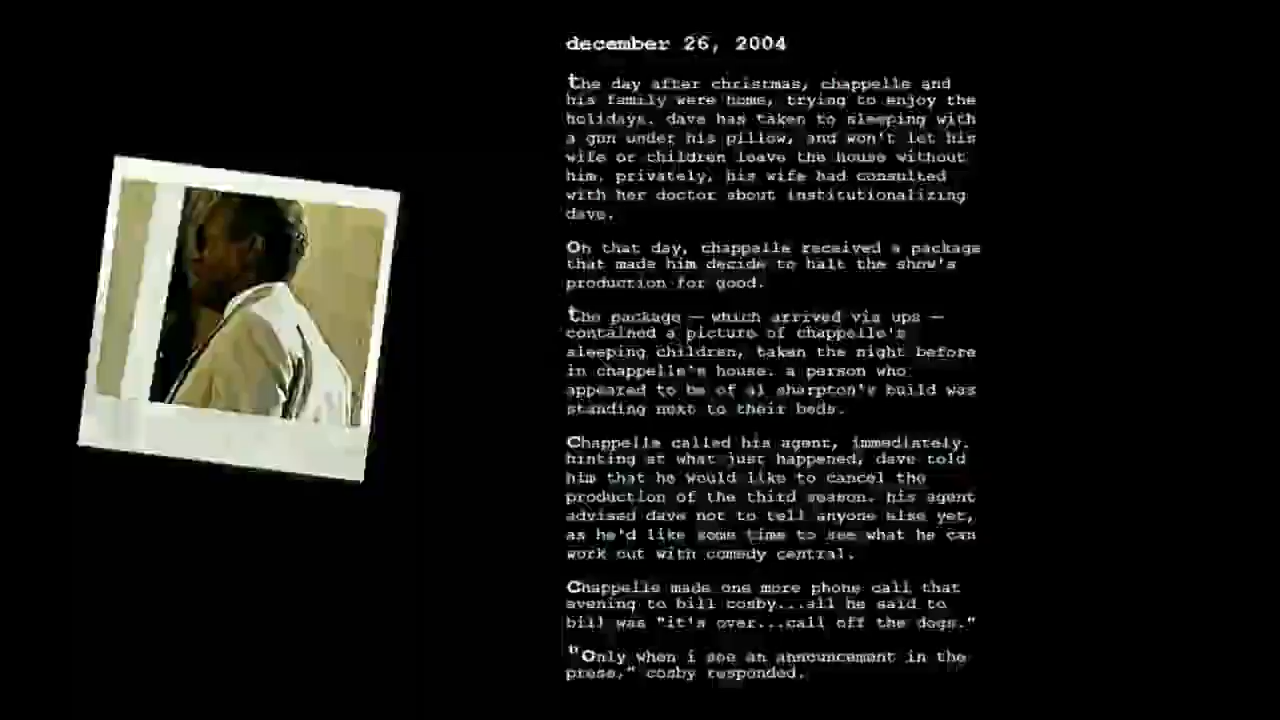 december 26, 2004
the day after christmas, chappelle and
his family were home, trying to enjoy the
holidays. dave has taken to sleeping with
a gun under his pillow, and won't let his
wife or children leave the house without
him. privately, his wife had consulted
with her doctor about institutionalizing
dave.
On that day, chappelle received a package
that made him decide to halt the show's
production for good.
the package — which arrived via ups —
contained a picture of chappelle's
sleeping children, taken the night before
in chappelle's house. a person who
appeared to be of al sharpton's build was
standing next to their beds.
Chappelle called his agent, immediately.
hinting at what just happened, dave told
him that he would like to cancel the
production of the third season. his agent
advised dave not to tell anyone else yet,
as he'd like some time to see what he can
work out with comedy central.
Chappelle made one more phone call that
evening to bill cosby...all he said to
bill was "it's over...call off the dogs."
"Only when i see an announcement in the
press," cosby responded.